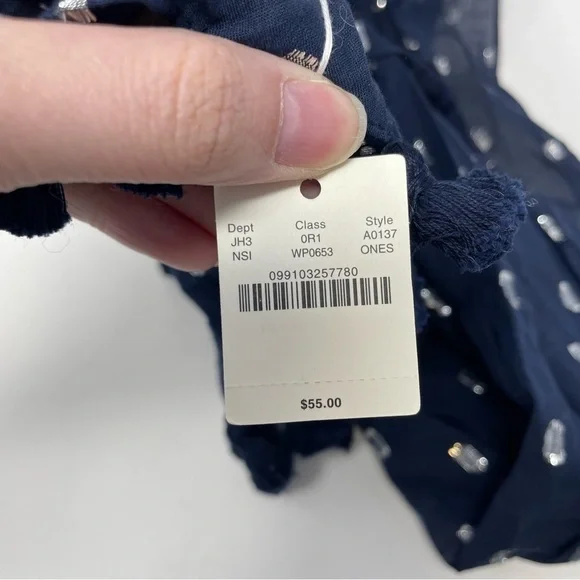 Dept Class Style
JH3 0R1 A0137
NSI WP0653 ONES
099103257780
$55.00